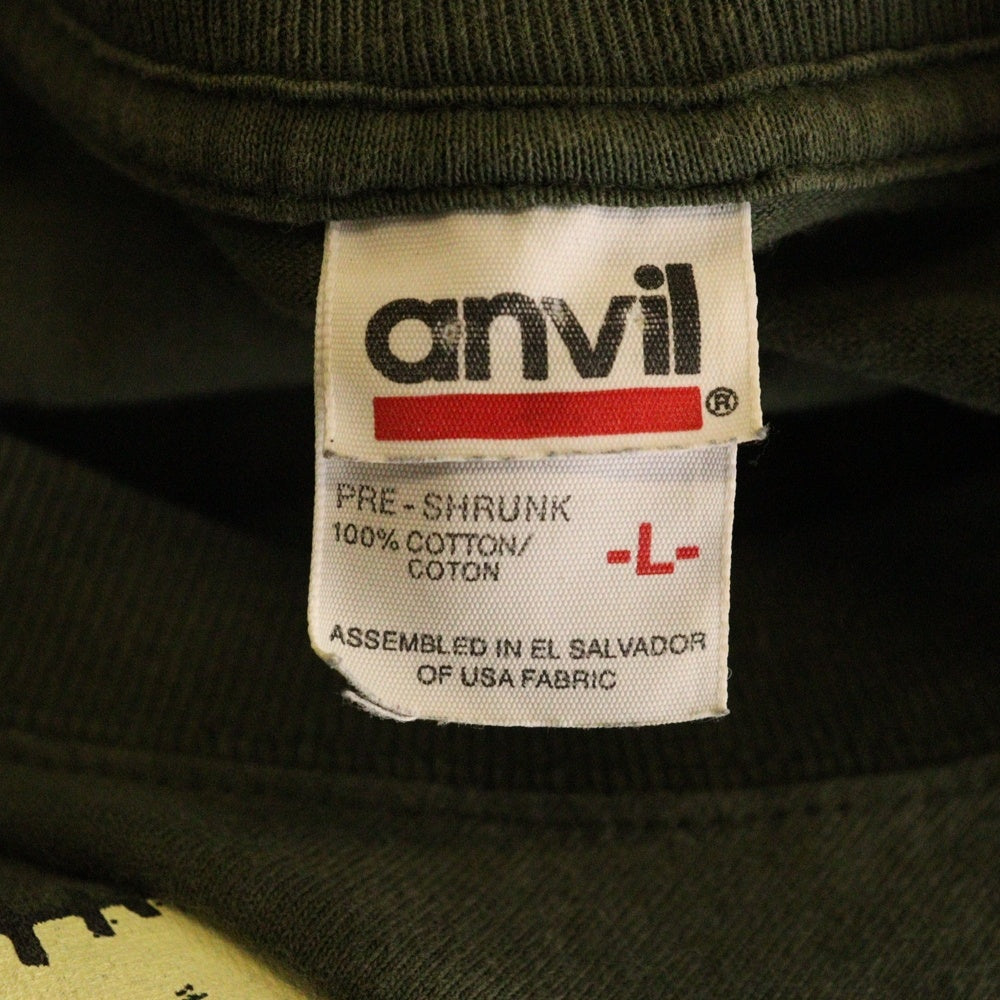 anvil®
PRE-SHRUNK
100% COTTON/
COTON
-L-
ASSEMBLED IN EL SALVADOR
OF USA FABRIC